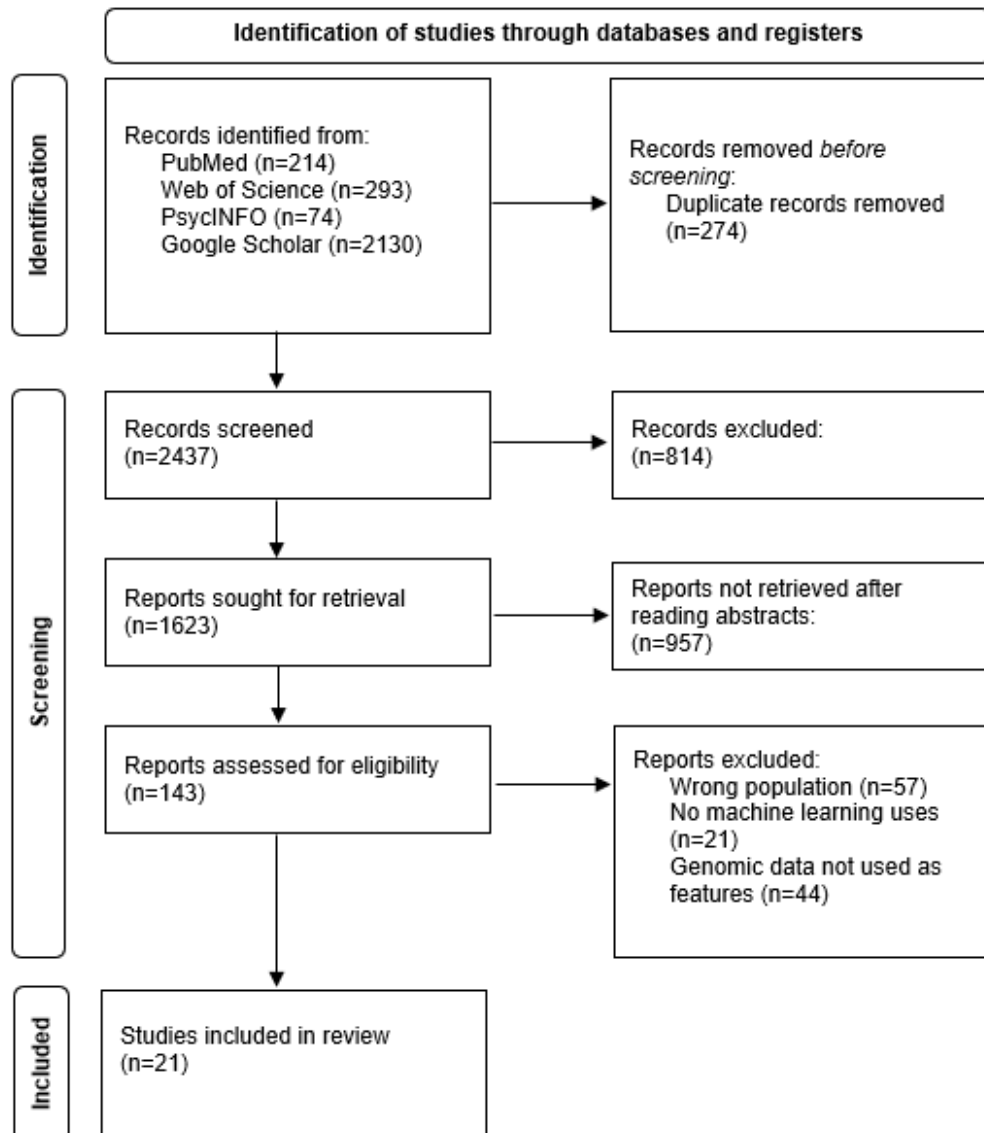 Identification of studies through databases and registers
Identification
Records identified from:
PubMed (n=214)
Web of Science (n=293)
PsycINFO (n=74)
Google Scholar (n=2130)
Records removed before
screening:
Duplicate records removed
(n=274)
Screening
Records screened
(n=2437)
Records excluded:
(n=814)
Reports sought for retrieval
(n=1623)
Reports not retrieved after
reading abstracts:
(n=957)
Reports assessed for eligibility
(n=143)
Reports excluded:
Wrong population (n=57)
No machine learning uses
(n=21)
Genomic data not used as
features (n=44)
Included
Studies included in review
(n=21)